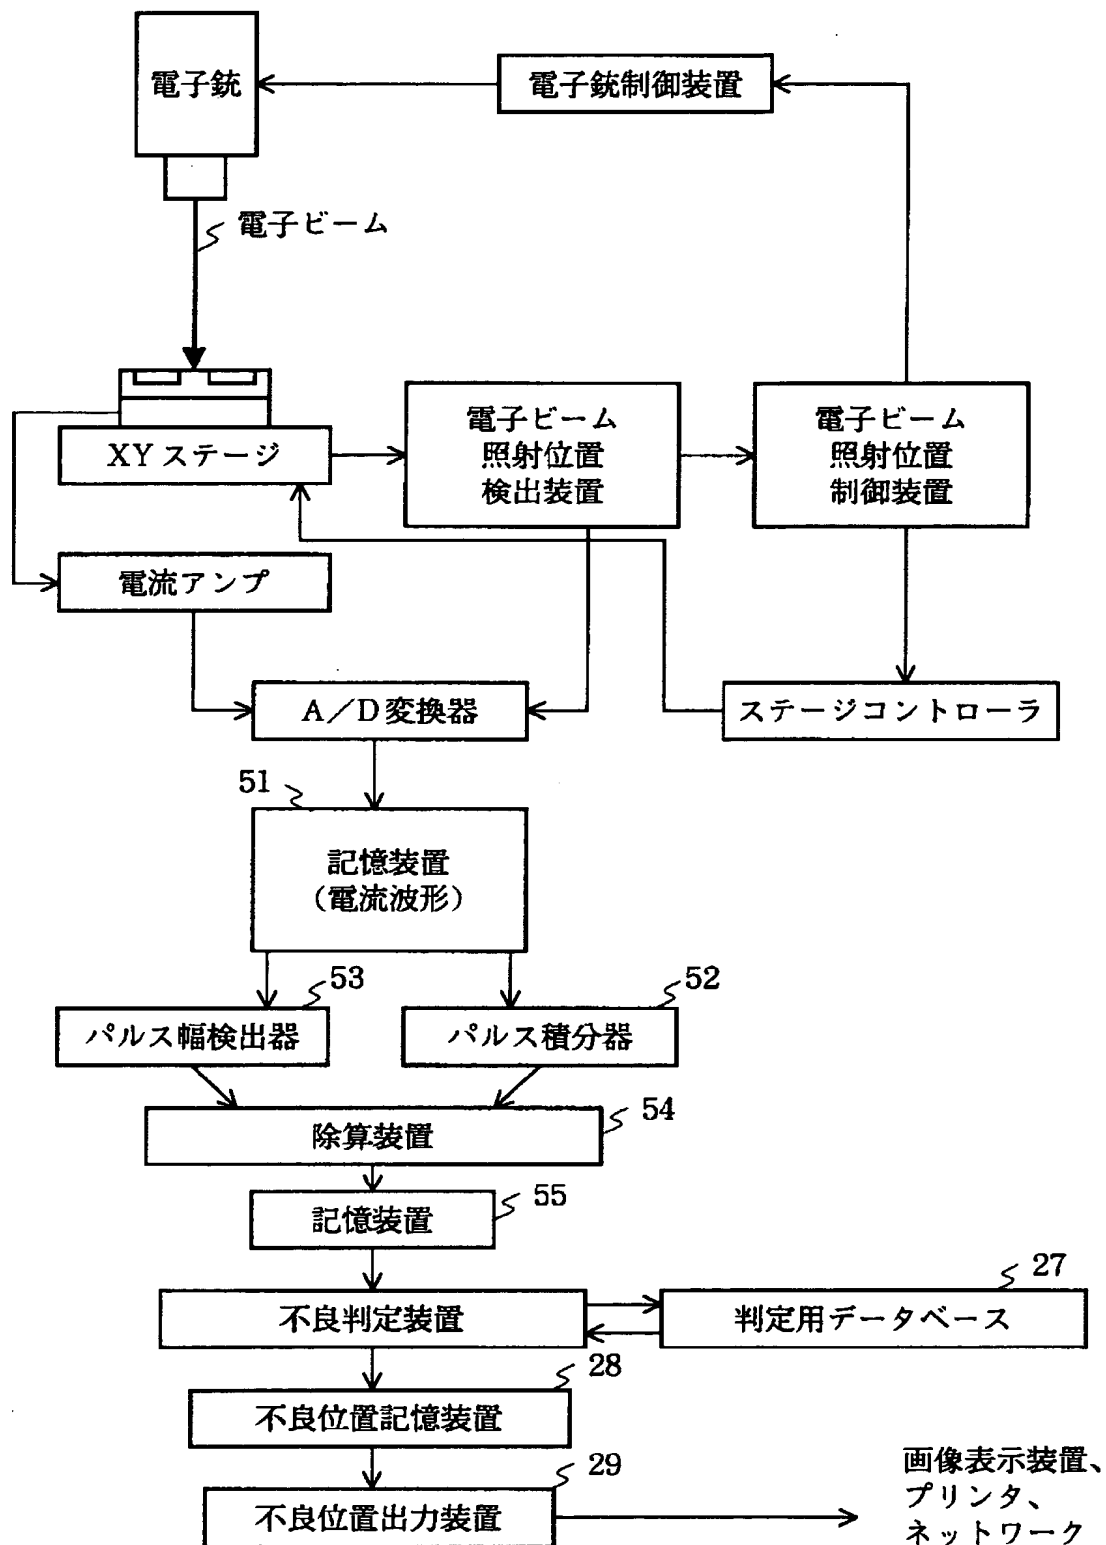 電子銃
電子銃制御装置
電子ビーム
電子ビーム
照射位置
検出装置
電子ビーム
照射位置
制御装置
XYステージ
電流アンプ
A/D変換器
ステージコントローラ
51
記憶装置
(電流波形)
53
52
パルス幅検出器
パルス積分器
54
除算装置
55
記憶装置
27
不良判定装置
判定用データベース
28
不良位置記憶装置
29
不良位置出力装置
画像表示装置、
プリンタ、
ネットワーク